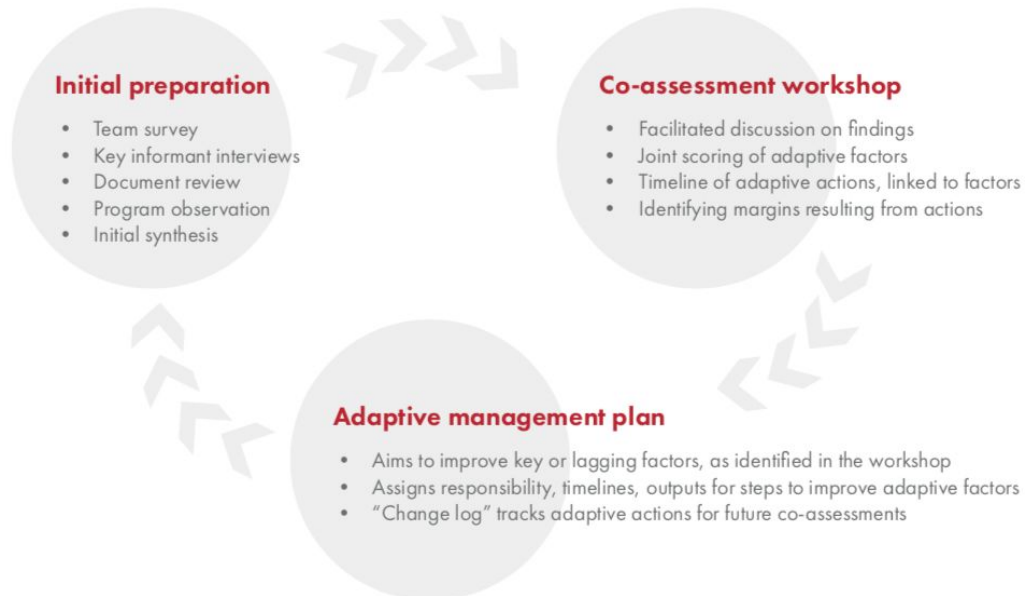 Initial preparation
• Team survey
• Key informant interviews
• Document review
• Program observation
• Initial synthesis
Co-assessment workshop
• Facilitated discussion on findings
• Joint scoring of adaptive factors
• Timeline of adaptive actions, linked to factors
• Identifying margins resulting from actions
Adaptive management plan
• Aims to improve key or lagging factors, as identified in the workshop
• Assigns responsibility, timelines, outputs for steps to improve adaptive factors
• “Change log” tracks adaptive actions for future co-assessments